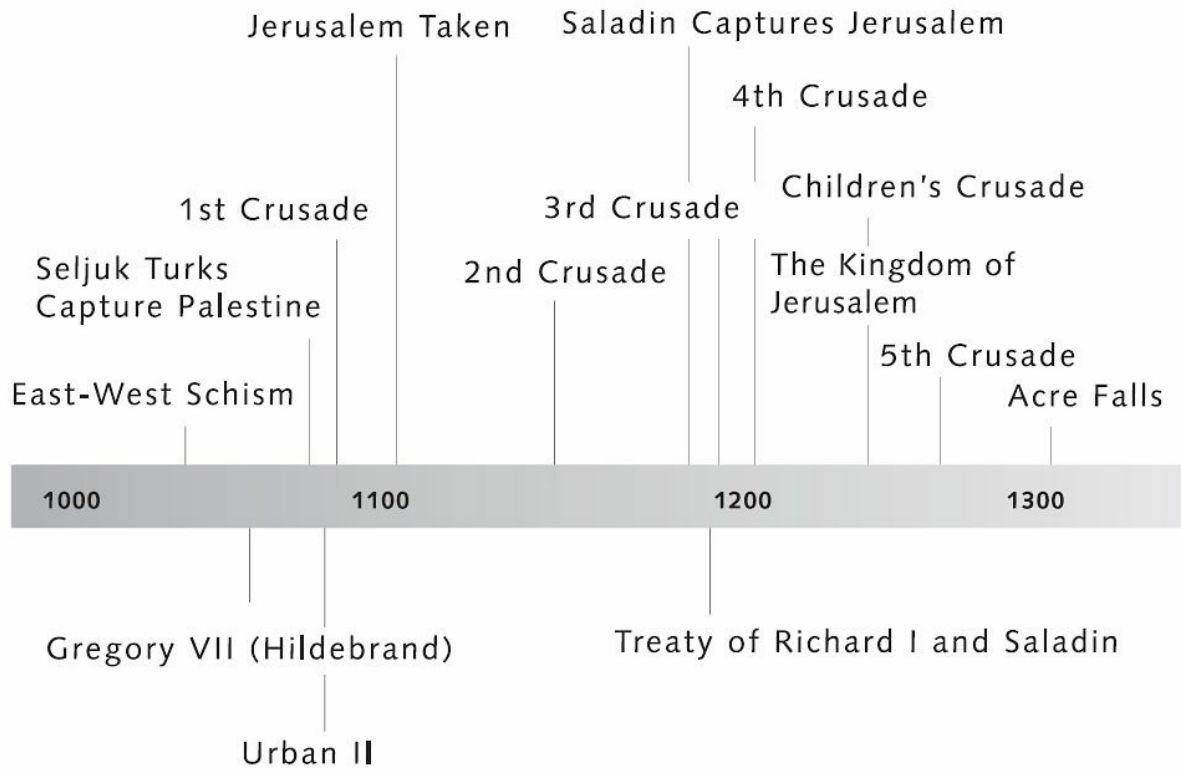 Jerusalem Taken
Saladin Captures Jerusalem
4th Crusade
Children's Crusade
1st Crusade
3rd Crusade
Seljuk Turks
Capture Palestine
2nd Crusade
The Kingdom of
Jerusalem
5th Crusade
East-West Schism
Acre Falls
1000
1100
1200
1300
Gregory VII (Hildebrand)
Treaty of Richard I and Saladin
Urban II